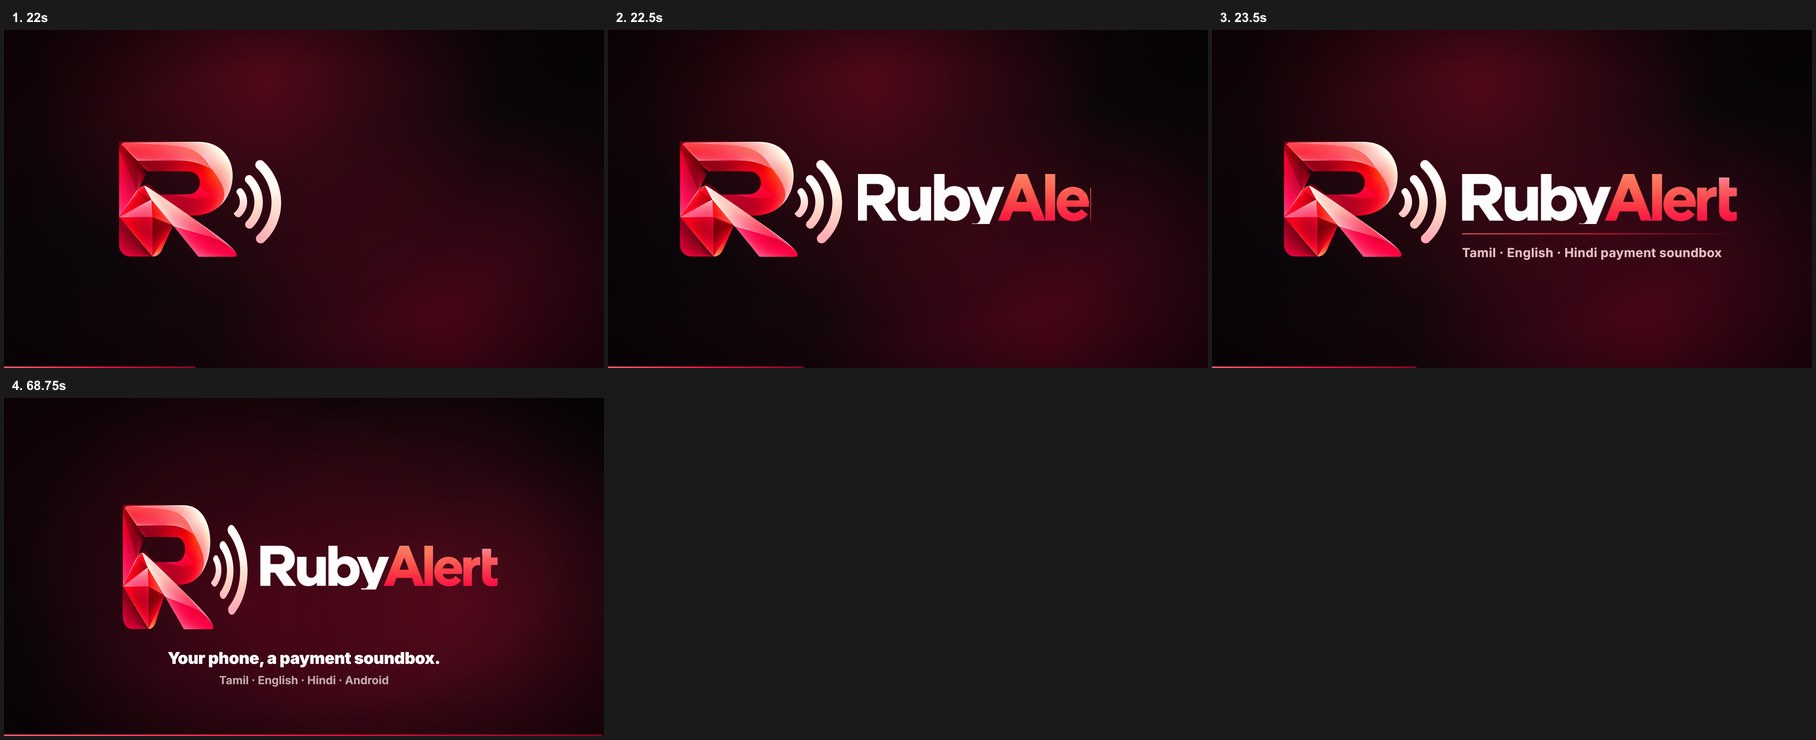 1. 22s
2. 22.5s
3. 23.5s
RubyAle
RubyAlert
Tamil · English · Hindi payment soundbox
4. 68.75s
RubyAlert
Your phone, a payment soundbox.
Tamil · English · Hindi · Android